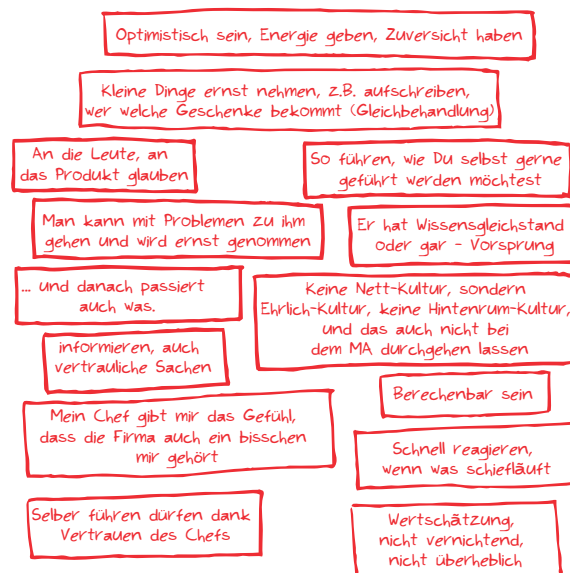 Optimistisch sein, Energie geben, Zuversicht haben
Kleine Dinge ernst nehmen, z.B. aufschreiben,
wer welche Geschenke bekommt (Gleichbehandlung)
An die Leute, an
das Produkt glauben
So führen, wie Du selbst gerne
geführt werden möchtest
Man kann mit Problemen zu ihm
gehen und wird ernst genommen
Er hat Wissensgleichstand
oder gar - Vorsprung
... und danach passiert
auch was.
Keine Nett-Kultur, sondern
Ehrlich-Kultur, keine Hintenrum-Kultur,
und das auch nicht bei
dem MA durchgehen lassen
informieren, auch
vertrauliche Sachen
Berechenbar sein
Mein Chef gibt mir das Gefühl,
dass die Firma auch ein bisschen
mir gehört
Schnell reagieren,
wenn was schiefläuft
Selber führen dürfen dank
Vertrauen des Chefs
Wertschätzung,
nicht vernichtend,
nicht überheblich